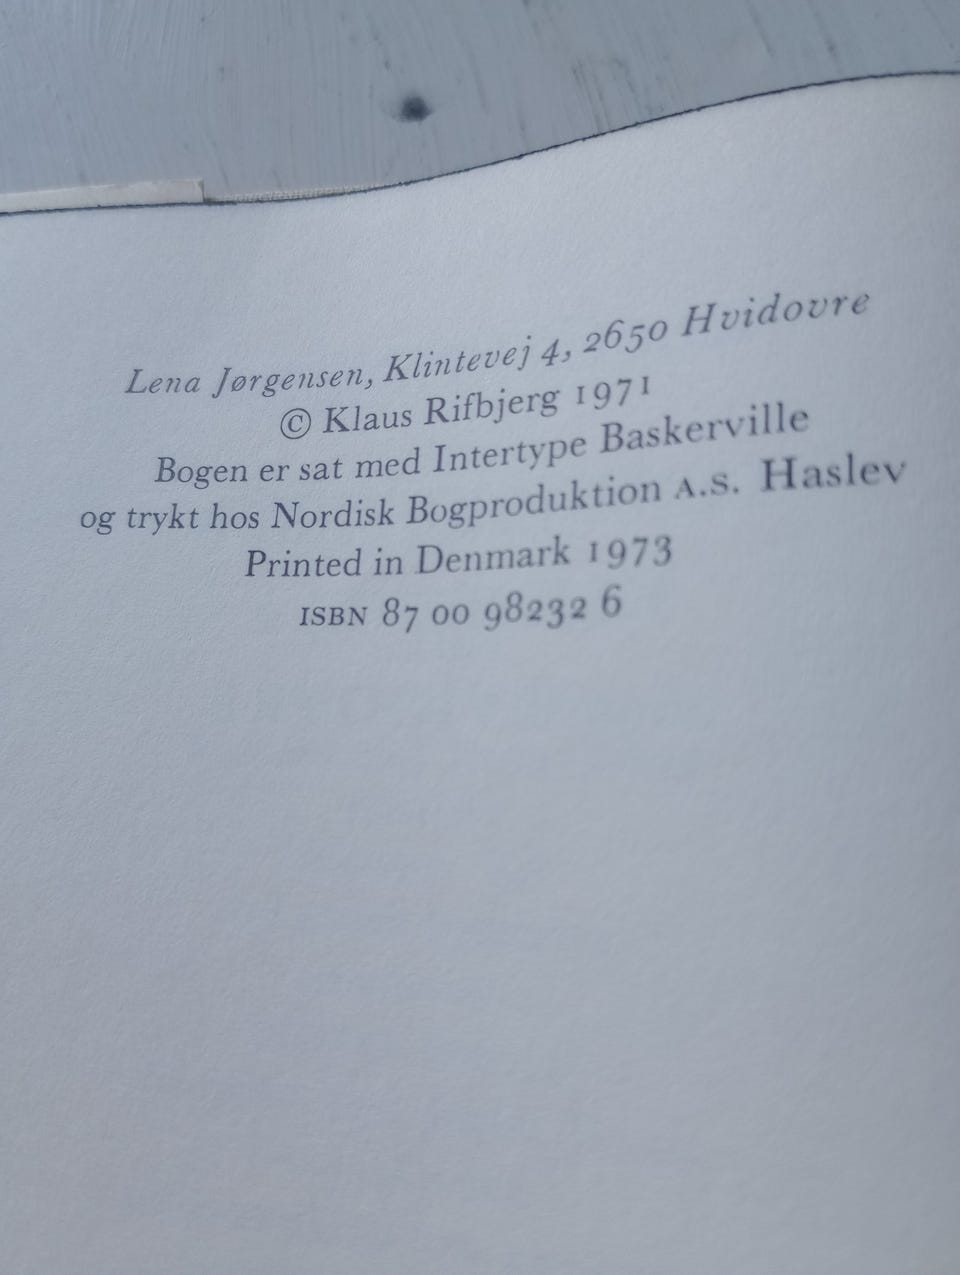 Lena Jørgensen, Klintevej 4, 2650 Hvidovre
© Klaus Rifbjerg 1971
Bogen er sat med Intertype Baskerville
og trykt hos Nordisk Bogproduktion A.S. Haslev
Printed in Denmark 1973
ISBN 87 00 98232 6